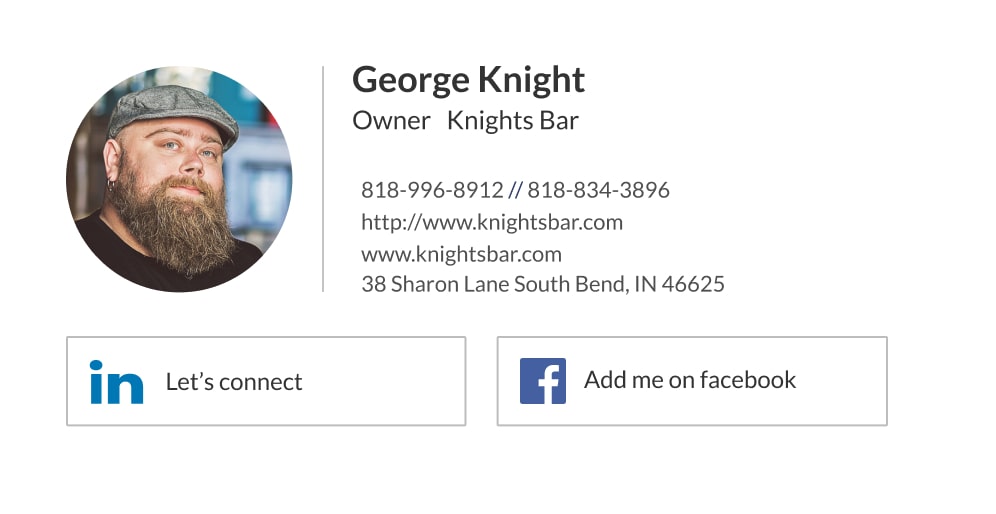 George Knight
Owner Knights Bar
818-996-8912 // 818-834-3896
http://www.knightsbar.com
www.knightsbar.com
38 Sharon Lane South Bend, IN 46625
in Let’s connect
f Add me on facebook